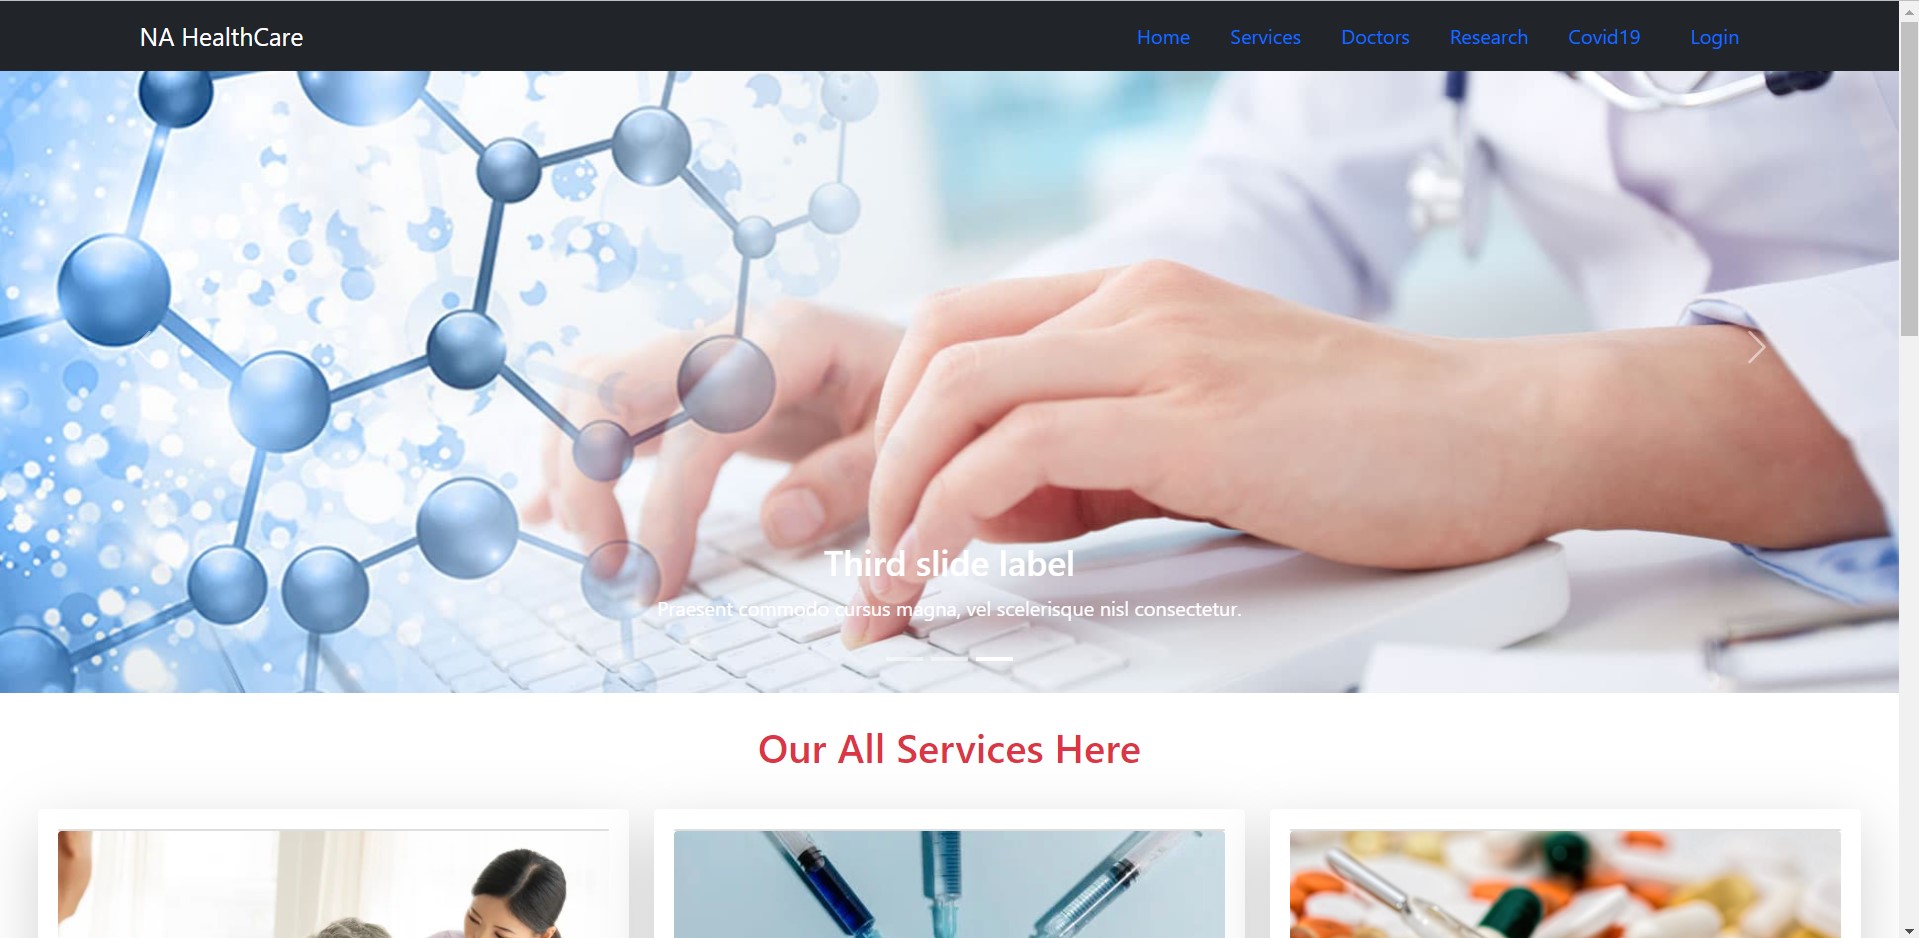 NA HealthCare
Home Services Doctors Research Covid19 Login
Third slide label
Praesent commodo cursus magna, vel scelerisque nisl consectetur.
Our All Services Here